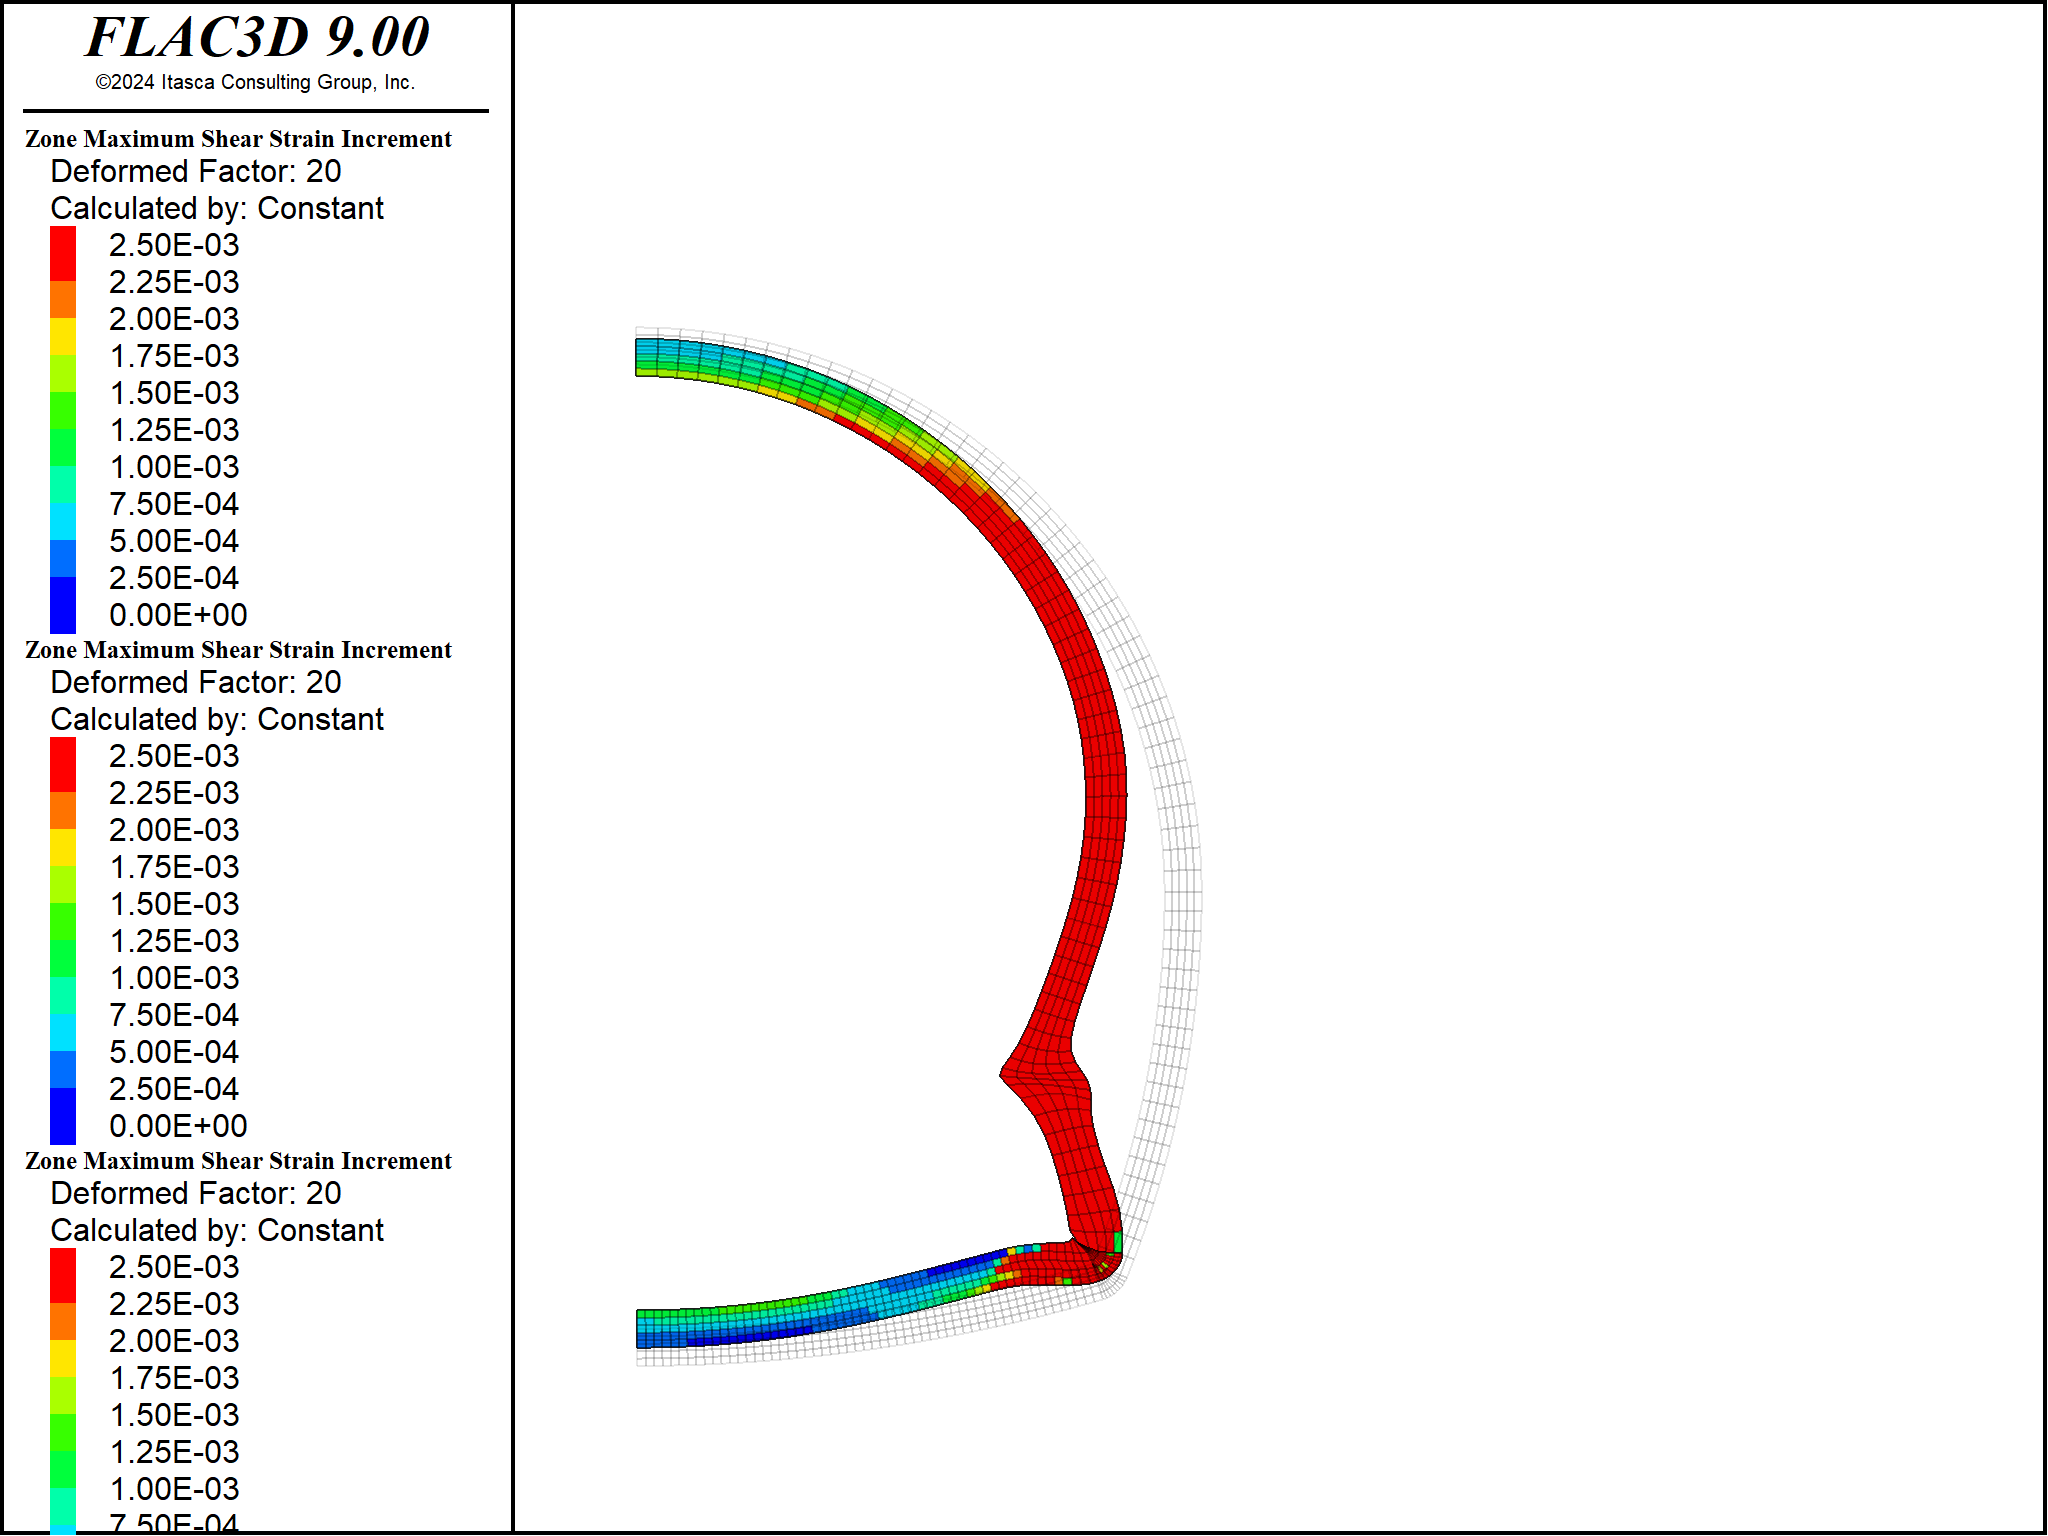 FLAC3D 9.00
©2024 Itasca Consulting Group, Inc.
Zone Maximum Shear Strain Increment
Deformed Factor: 20
Calculated by: Constant
2.50E-03
2.25E-03
2.00E-03
1.75E-03
1.50E-03
1.25E-03
1.00E-03
7.50E-04
5.00E-04
2.50E-04
0.00E+00
Zone Maximum Shear Strain Increment
Deformed Factor: 20
Calculated by: Constant
2.50E-03
2.25E-03
2.00E-03
1.75E-03
1.50E-03
1.25E-03
1.00E-03
7.50E-04
5.00E-04
2.50E-04
0.00E+00
Zone Maximum Shear Strain Increment
Deformed Factor: 20
Calculated by: Constant
2.50E-03
2.25E-03
2.00E-03
1.75E-03
1.50E-03
1.25E-03
1.00E-03
7.50E-04